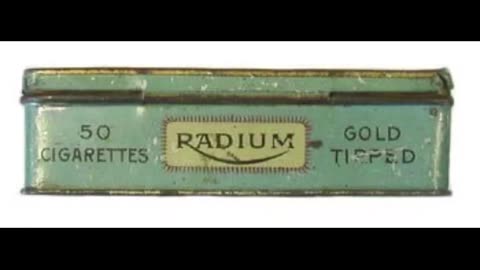 50
CIGARETTES
RADIUM
GOLD
TIPPED